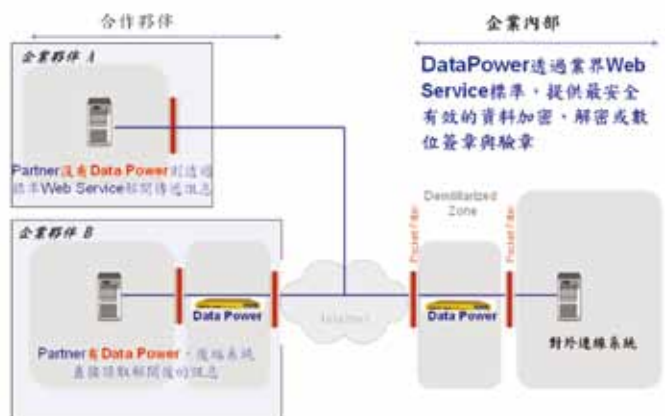 合作夥伴
企業內部
企業夥伴 A
Partner沒有Data Power則透過
標準Web Service解開傳遞訊息
DataPower透過業界Web
Service標準，提供最安全
有效的資料加密、解密或數
位簽章與驗章
企業夥伴 B
Data Power
Partner有Data Power，後端系統
直接讀取解開後的訊息
Internet
Demilitarized
Zone
Packet Filter
Data Power
Packet Filter
對外連線系統